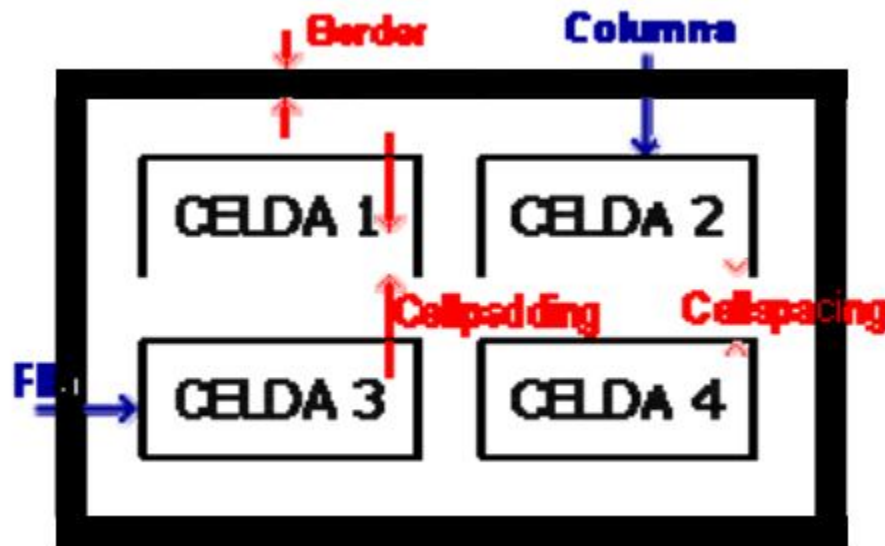 Border Columna
CELDA 1 CELDA 2
Cellpadding Cellspacing
CELDA 3 CELDA 4